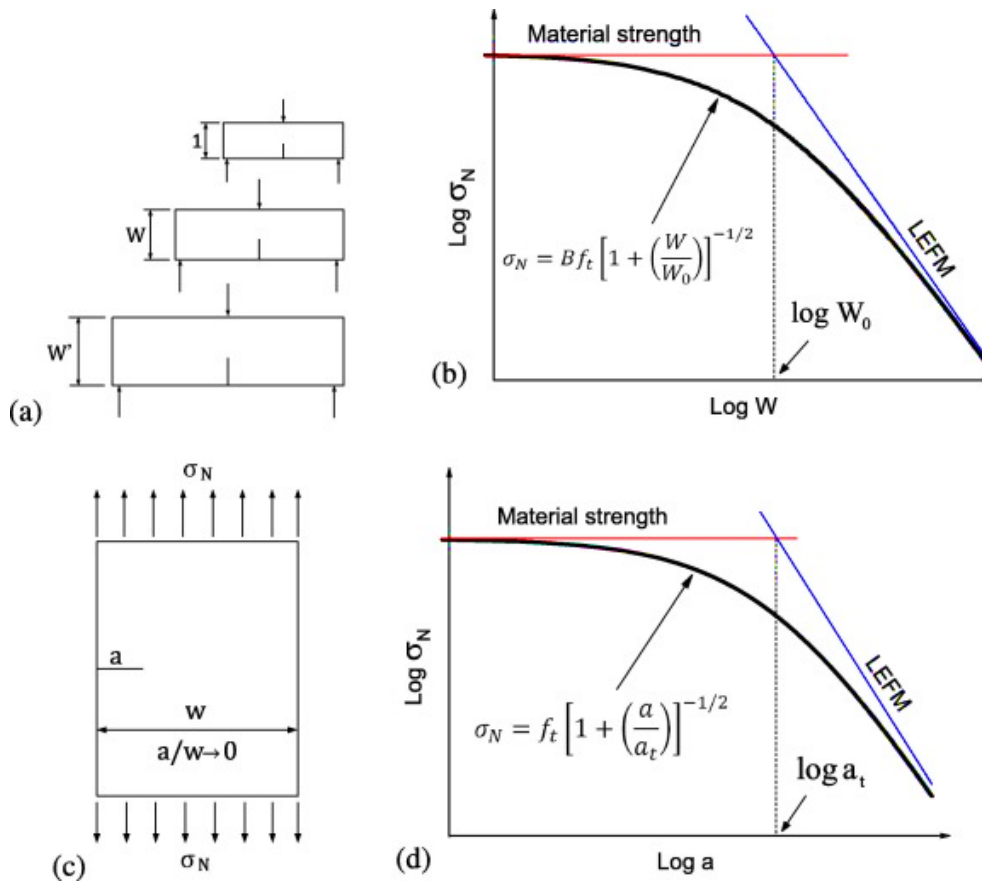 1
W
W'
(a)
Material strength
Log σ_N
σ_N = Bf_t [1 + (W/W_0)]^{-1/2}
LEFM
log W_0
(b)
Log W
σ_N
a
w
a/w→0
σ_N
(c)
Material strength
Log σ_N
σ_N = f_t [1 + (a/a_t)]^{-1/2}
LEFM
log a_t
(d)
Log a